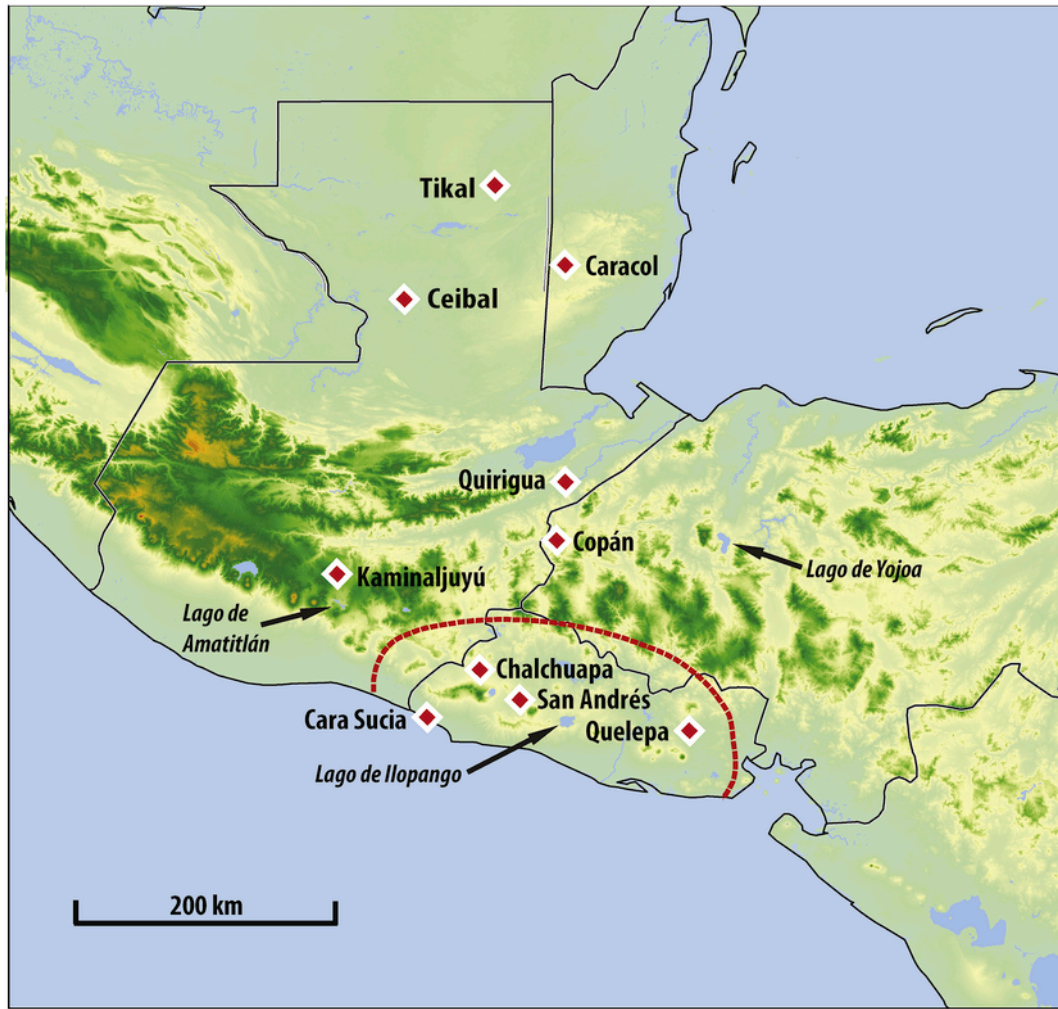 Tikal
Caracol
Ceibal
Quirigua
Copán
Lago de Yojoa
Kaminaljuyú
Lago de
Amatitlán
Chalchuapa
San Andrés
Cara Sucia
Quelepa
Lago de Ilopango
200 km